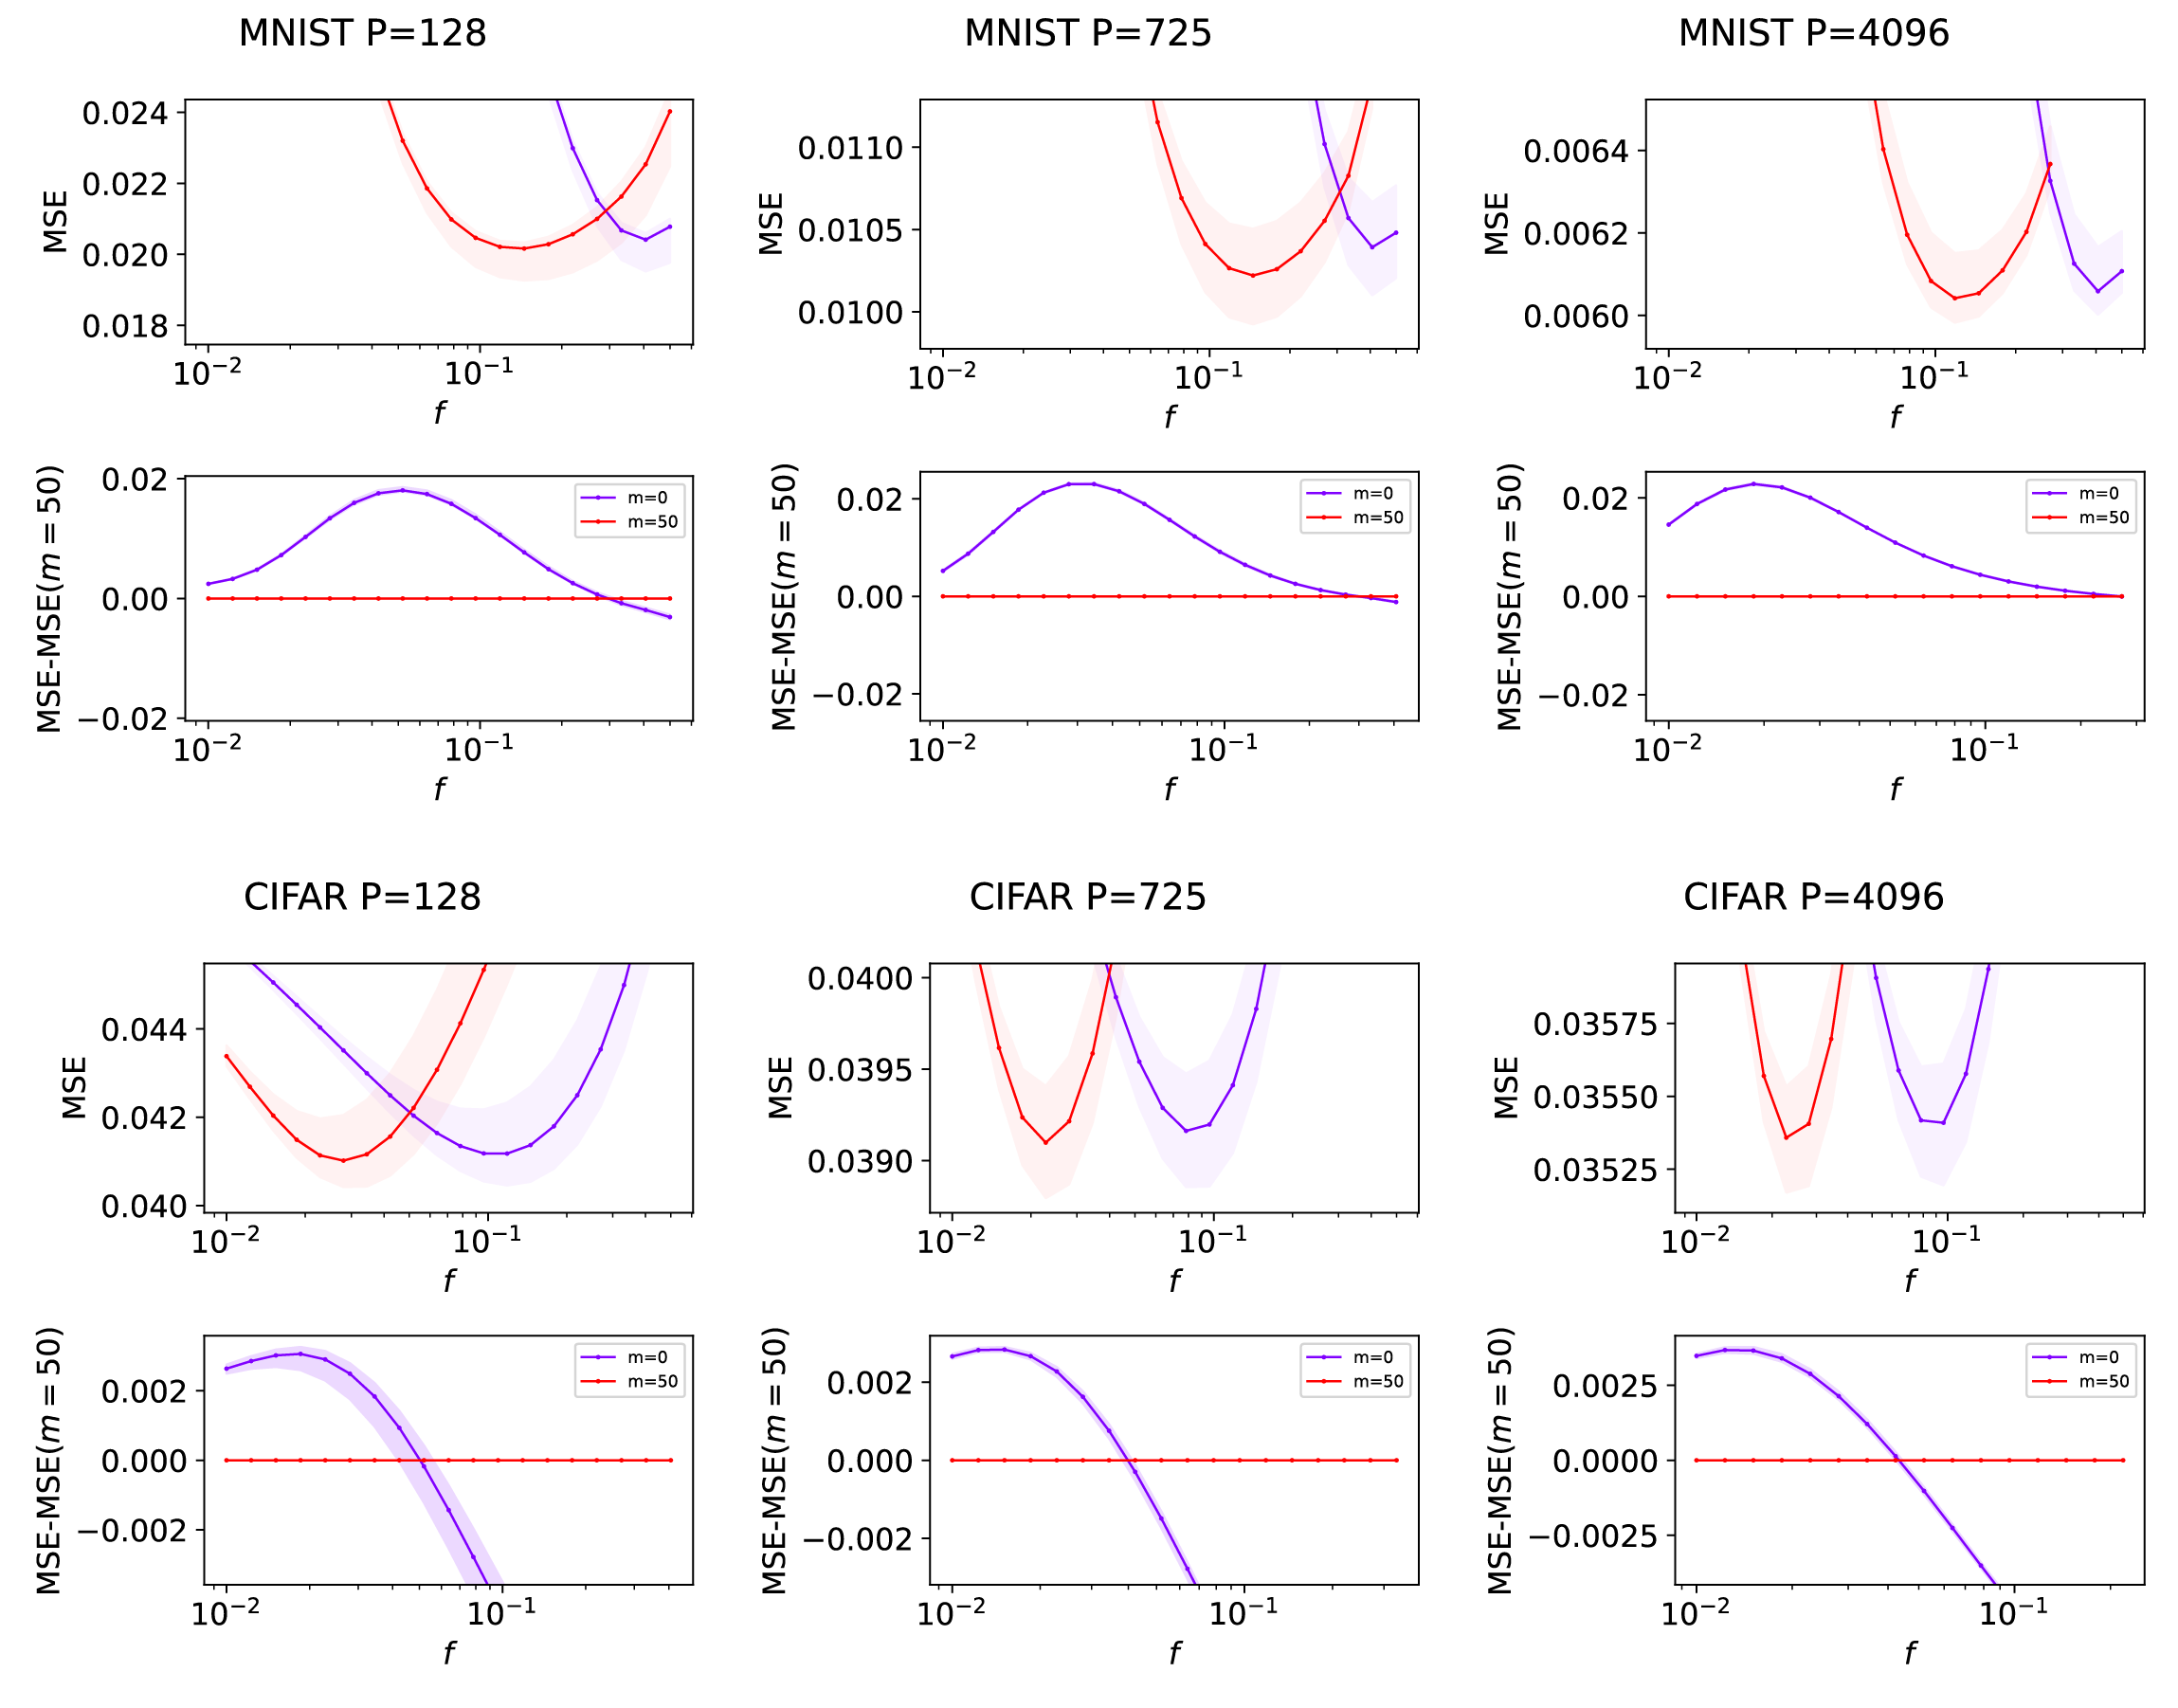 MNIST P=128
MNIST P=725
MNIST P=4096
MSE
0.024
0.022
0.020
0.018
10⁻²
10⁻¹
f
MSE
0.0110
0.0105
0.0100
10⁻²
10⁻¹
f
MSE
0.0064
0.0062
0.0060
10⁻²
10⁻¹
f
MSE-MSE(m = 50)
0.02
0.00
−0.02
m=0
m=50
10⁻²
10⁻¹
f
MSE-MSE(m = 50)
0.02
0.00
−0.02
m=0
m=50
10⁻²
10⁻¹
f
MSE-MSE(m = 50)
0.02
0.00
−0.02
m=0
m=50
10⁻²
10⁻¹
f
CIFAR P=128
CIFAR P=725
CIFAR P=4096
MSE
0.044
0.042
0.040
10⁻²
10⁻¹
f
MSE
0.0400
0.0395
0.0390
10⁻²
10⁻¹
f
MSE
0.03575
0.03550
0.03525
10⁻²
10⁻¹
f
MSE-MSE(m = 50)
0.002
0.000
−0.002
m=0
m=50
10⁻²
10⁻¹
f
MSE-MSE(m = 50)
0.002
0.000
−0.002
m=0
m=50
10⁻²
10⁻¹
f
MSE-MSE(m = 50)
0.0025
0.0000
−0.0025
m=0
m=50
10⁻²
10⁻¹
f